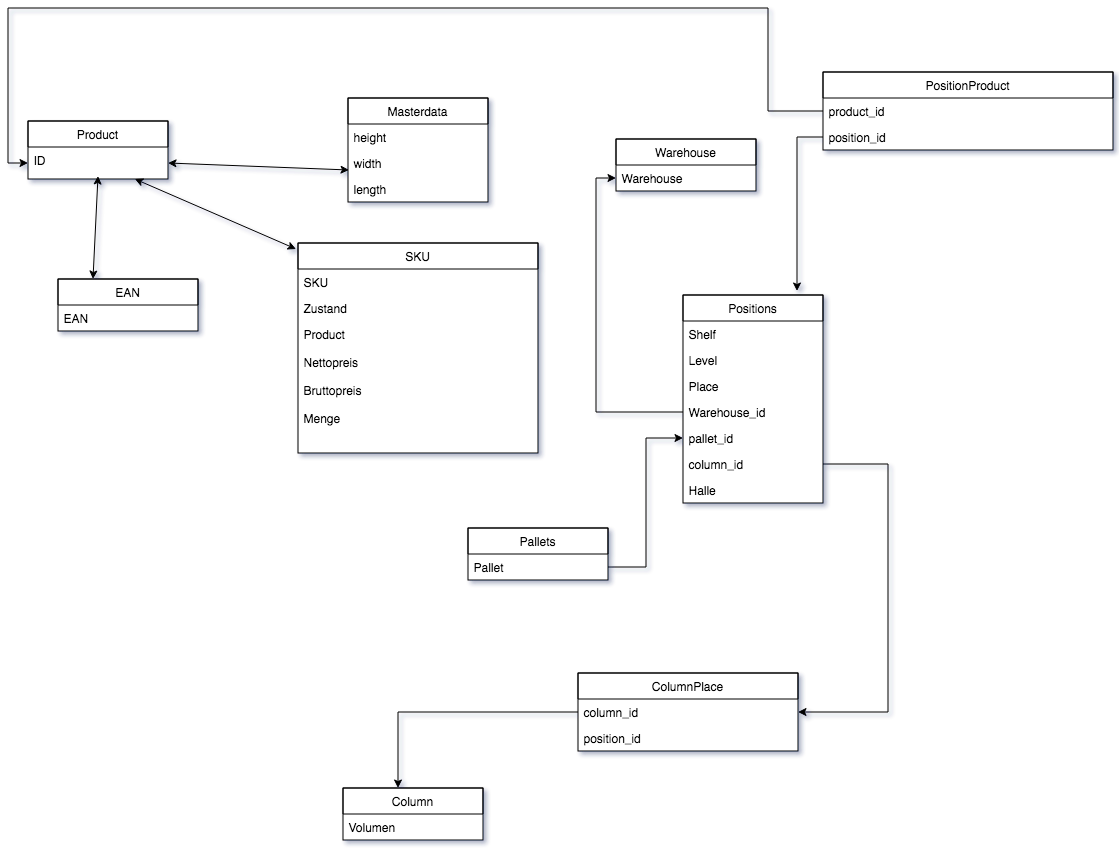 PositionProduct
product_id
position_id
Masterdata
height
width
length
Product
ID
Warehouse
Warehouse
SKU
SKU
Zustand
Product
Nettopreis
Bruttopreis
Menge
EAN
EAN
Positions
Shelf
Level
Place
Warehouse_id
pallet_id
column_id
Halle
Pallets
Pallet
ColumnPlace
column_id
position_id
Column
Volumen